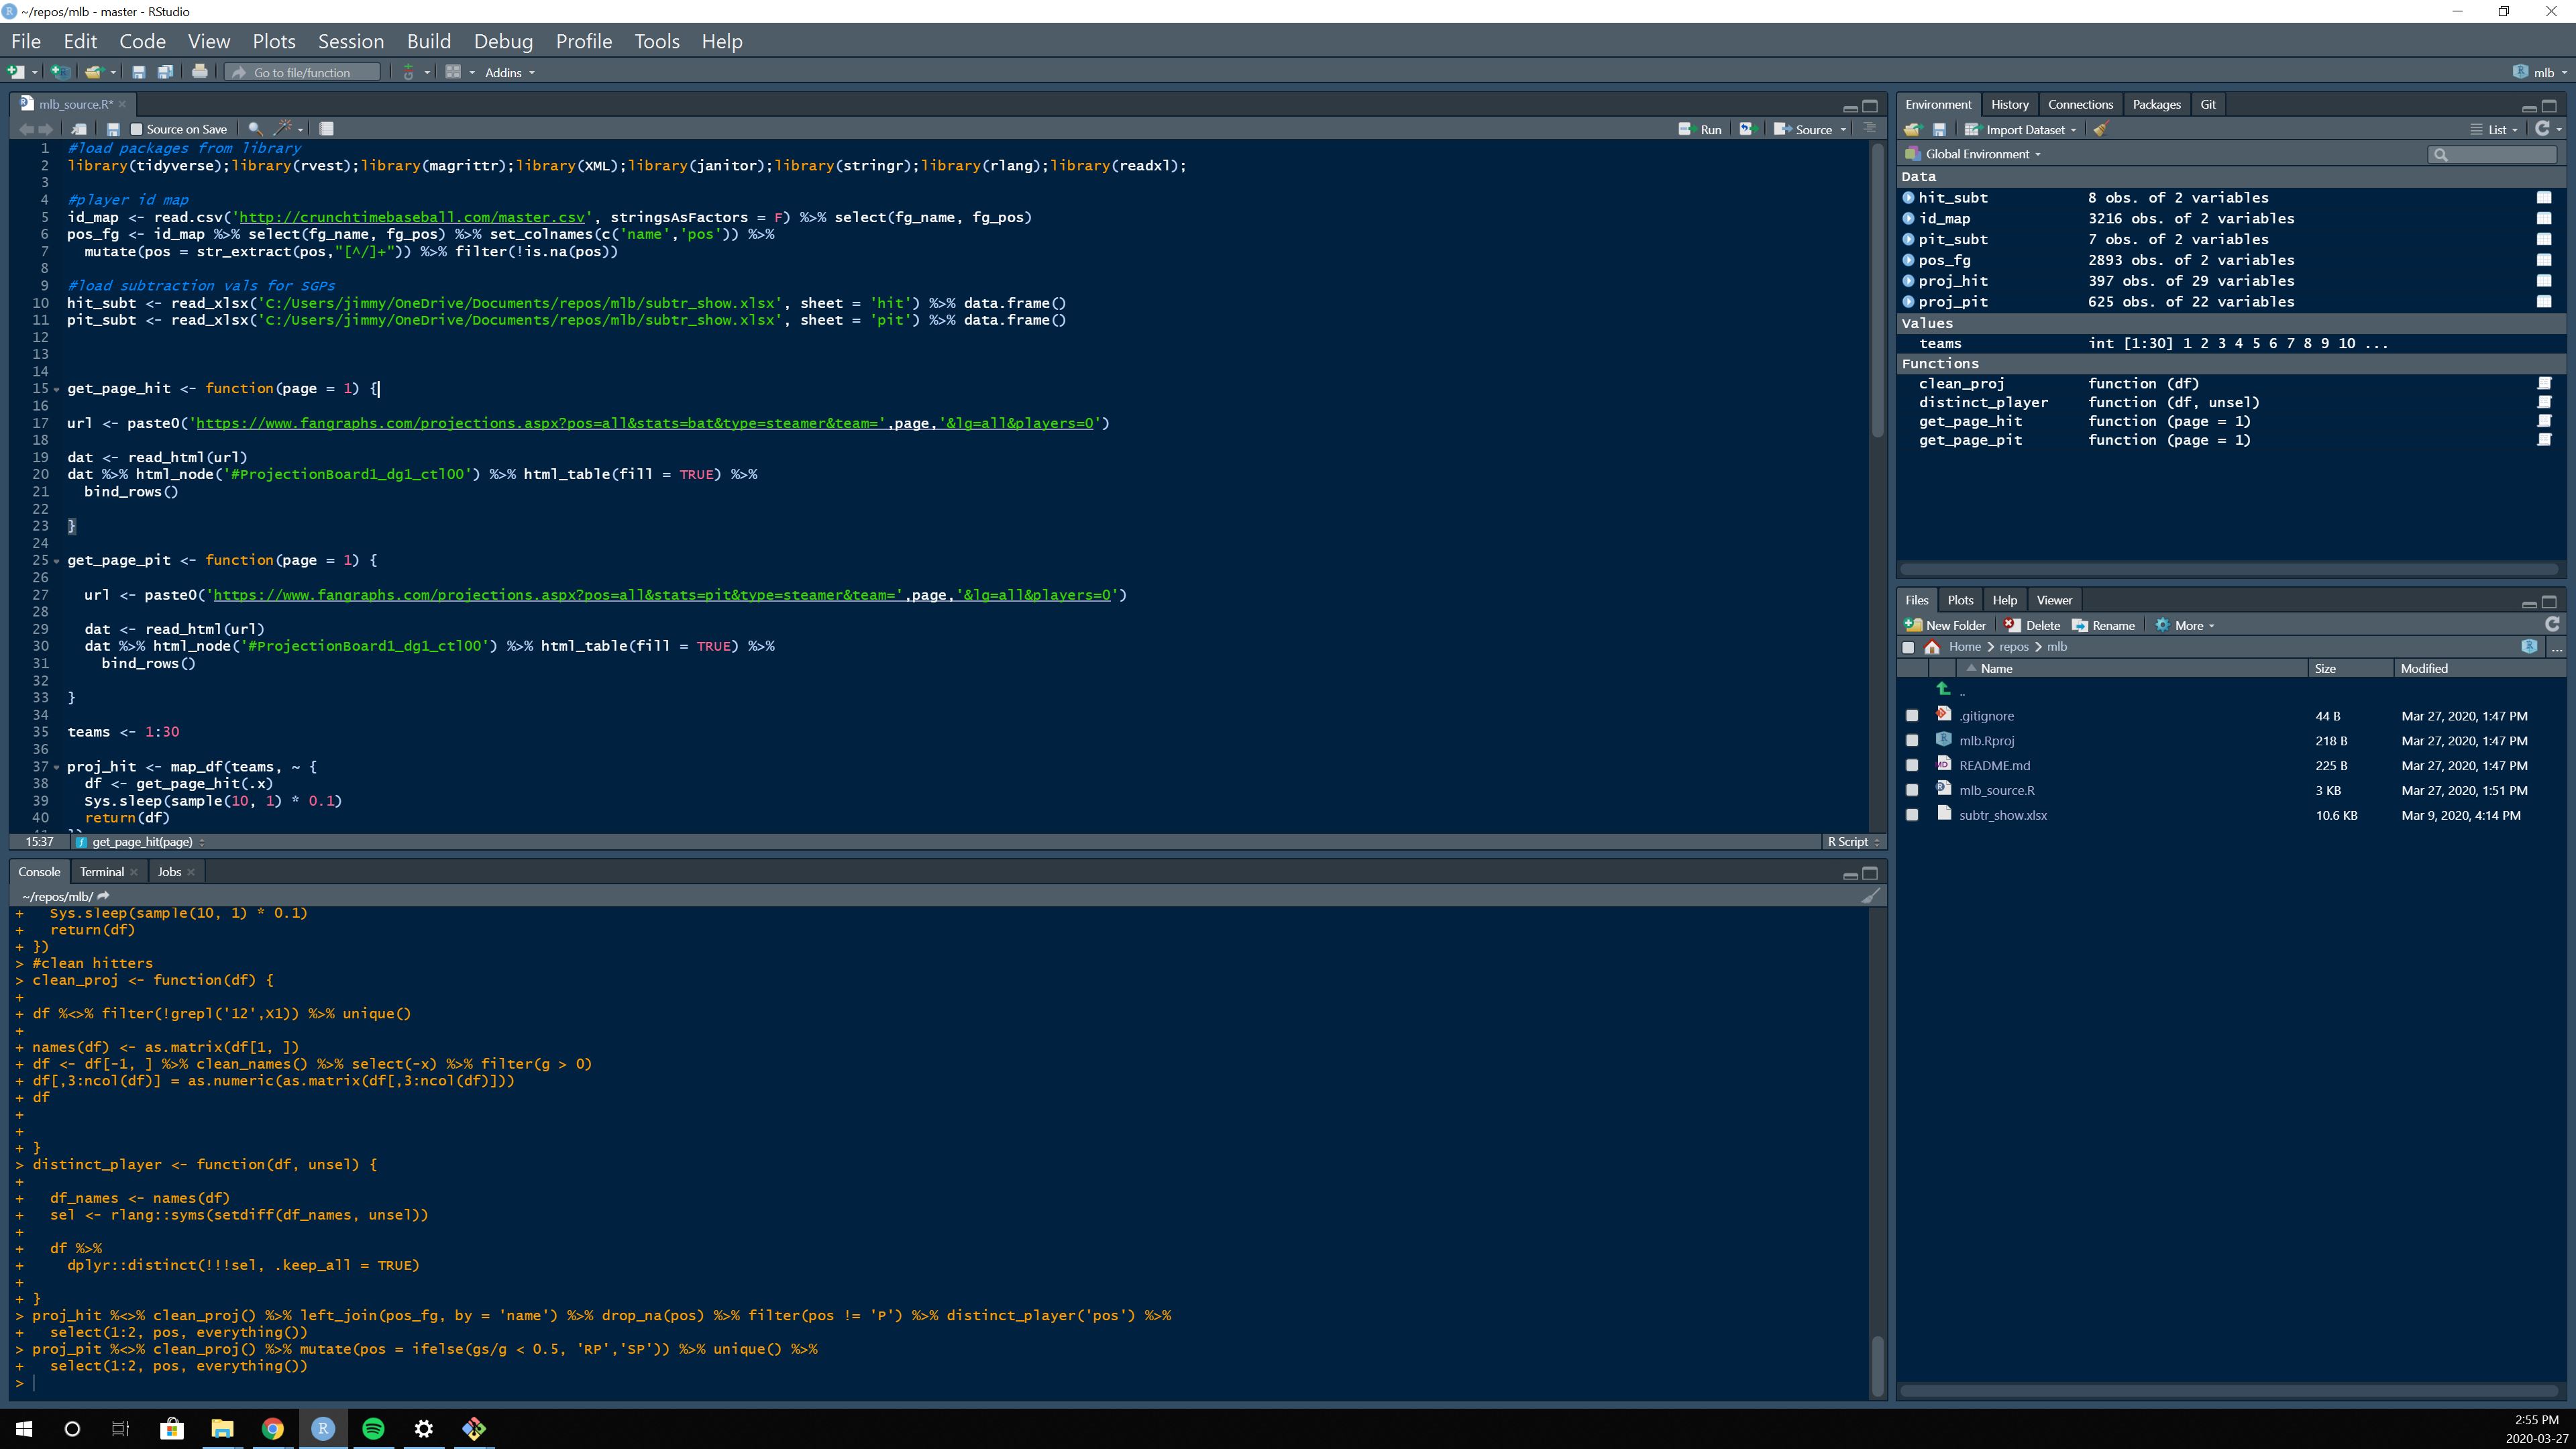 ~/repos/mlb - master - RStudio
File Edit Code View Plots Session Build Debug Profile Tools Help
Go to file/function Addins mlb
mlb_source.R*
Source on Save Run Source
1 #load packages from library
2 library(tidyverse);library(rvest);library(magrittr);library(XML);library(janitor);library(stringr);library(rlang);library(readxl);
3
4 #player id map
5 id_map <- read.csv('http://crunchtimebaseball.com/master.csv', stringsAsFactors = F) %>% select(fg_name, fg_pos)
6 pos_fg <- id_map %>% select(fg_name, fg_pos) %>% set_colnames(c('name','pos')) %>%
7 mutate(pos = str_extract(pos,"[^/]+")) %>% filter(!is.na(pos))
8
9 #load subtraction vals for SGPs
10 hit_subt <- read_xlsx('C:/Users/jimmy/OneDrive/Documents/repos/mlb/subtr_show.xlsx', sheet = 'hit') %>% data.frame()
11 pit_subt <- read_xlsx('C:/Users/jimmy/OneDrive/Documents/repos/mlb/subtr_show.xlsx', sheet = 'pit') %>% data.frame()
12
13
14
15 get_page_hit <- function(page = 1) {
16
17 url <- paste0('https://www.fangraphs.com/projections.aspx?pos=all&stats=bat&type=steamer&team=',page,'&lg=all&players=0')
18
19 dat <- read_html(url)
20 dat %>% html_node('#ProjectionBoard1_dg1_ctl00') %>% html_table(fill = TRUE) %>%
21 bind_rows()
22
23 }
24
25 get_page_pit <- function(page = 1) {
26
27 url <- paste0('https://www.fangraphs.com/projections.aspx?pos=all&stats=pit&type=steamer&team=',page,'&lg=all&players=0')
28
29 dat <- read_html(url)
30 dat %>% html_node('#ProjectionBoard1_dg1_ctl00') %>% html_table(fill = TRUE) %>%
31 bind_rows()
32
33 }
34
35 teams <- 1:30
36
37 proj_hit <- map_df(teams, ~ {
38 df <- get_page_hit(.x)
39 Sys.sleep(sample(10, 1) * 0.1)
40 return(df)
15:37 get_page_hit(page) R Script
Console Terminal Jobs
~/repos/mlb/
+ Sys.sleep(sample(10, 1) * 0.1)
+ return(df)
+ })
> #clean hitters
> clean_proj <- function(df) {
+
+ df %<>% filter(!grepl('12',X1)) %>% unique()
+
+ names(df) <- as.matrix(df[1, ])
+ df <- df[-1, ] %>% clean_names() %>% select(-x) %>% filter(g > 0)
+ df[,3:ncol(df)] = as.numeric(as.matrix(df[,3:ncol(df)]))
+ df
+
+
+ }
> distinct_player <- function(df, unsel) {
+
+ df_names <- names(df)
+ sel <- rlang::syms(setdiff(df_names, unsel))
+
+ df %>%
+ dplyr::distinct(!!!sel, .keep_all = TRUE)
+
+ }
> proj_hit %<>% clean_proj() %>% left_join(pos_fg, by = 'name') %>% drop_na(pos) %>% filter(pos != 'P') %>% distinct_player('pos') %>%
+ select(1:2, pos, everything())
> proj_pit %<>% clean_proj() %>% mutate(pos = ifelse(gs/g < 0.5, 'RP','SP')) %>% unique() %>%
+ select(1:2, pos, everything())
>
Environment History Connections Packages Git
Import Dataset List
Global Environment
Data
hit_subt 8 obs. of 2 variables
id_map 3216 obs. of 2 variables
pit_subt 7 obs. of 2 variables
pos_fg 2893 obs. of 2 variables
proj_hit 397 obs. of 29 variables
proj_pit 625 obs. of 22 variables
Values
teams int [1:30] 1 2 3 4 5 6 7 8 9 10 ...
Functions
clean_proj function (df)
distinct_player function (df, unsel)
get_page_hit function (page = 1)
get_page_pit function (page = 1)
Files Plots Help Viewer
New Folder Delete Rename More
Home repos mlb ...
Name Size Modified
..
.gitignore 44 B Mar 27, 2020, 1:47 PM
mlb.Rproj 218 B Mar 27, 2020, 1:47 PM
README.md 225 B Mar 27, 2020, 1:47 PM
mlb_source.R 3 KB Mar 27, 2020, 1:51 PM
subtr_show.xlsx 10.6 KB Mar 9, 2020, 4:14 PM
2:55 PM
2020-03-27